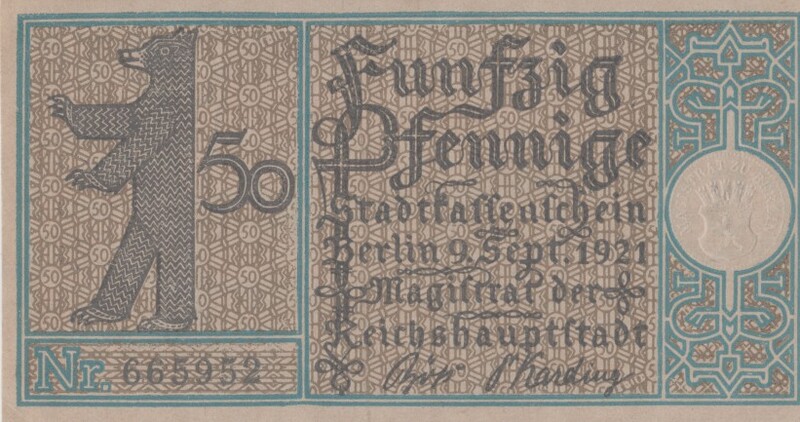 50
Nr. 665952
Funfzig
Pfennige
Stadtkassenschein
Berlin 9. Sept. 1921
Magistrat der
Reichshauptstadt